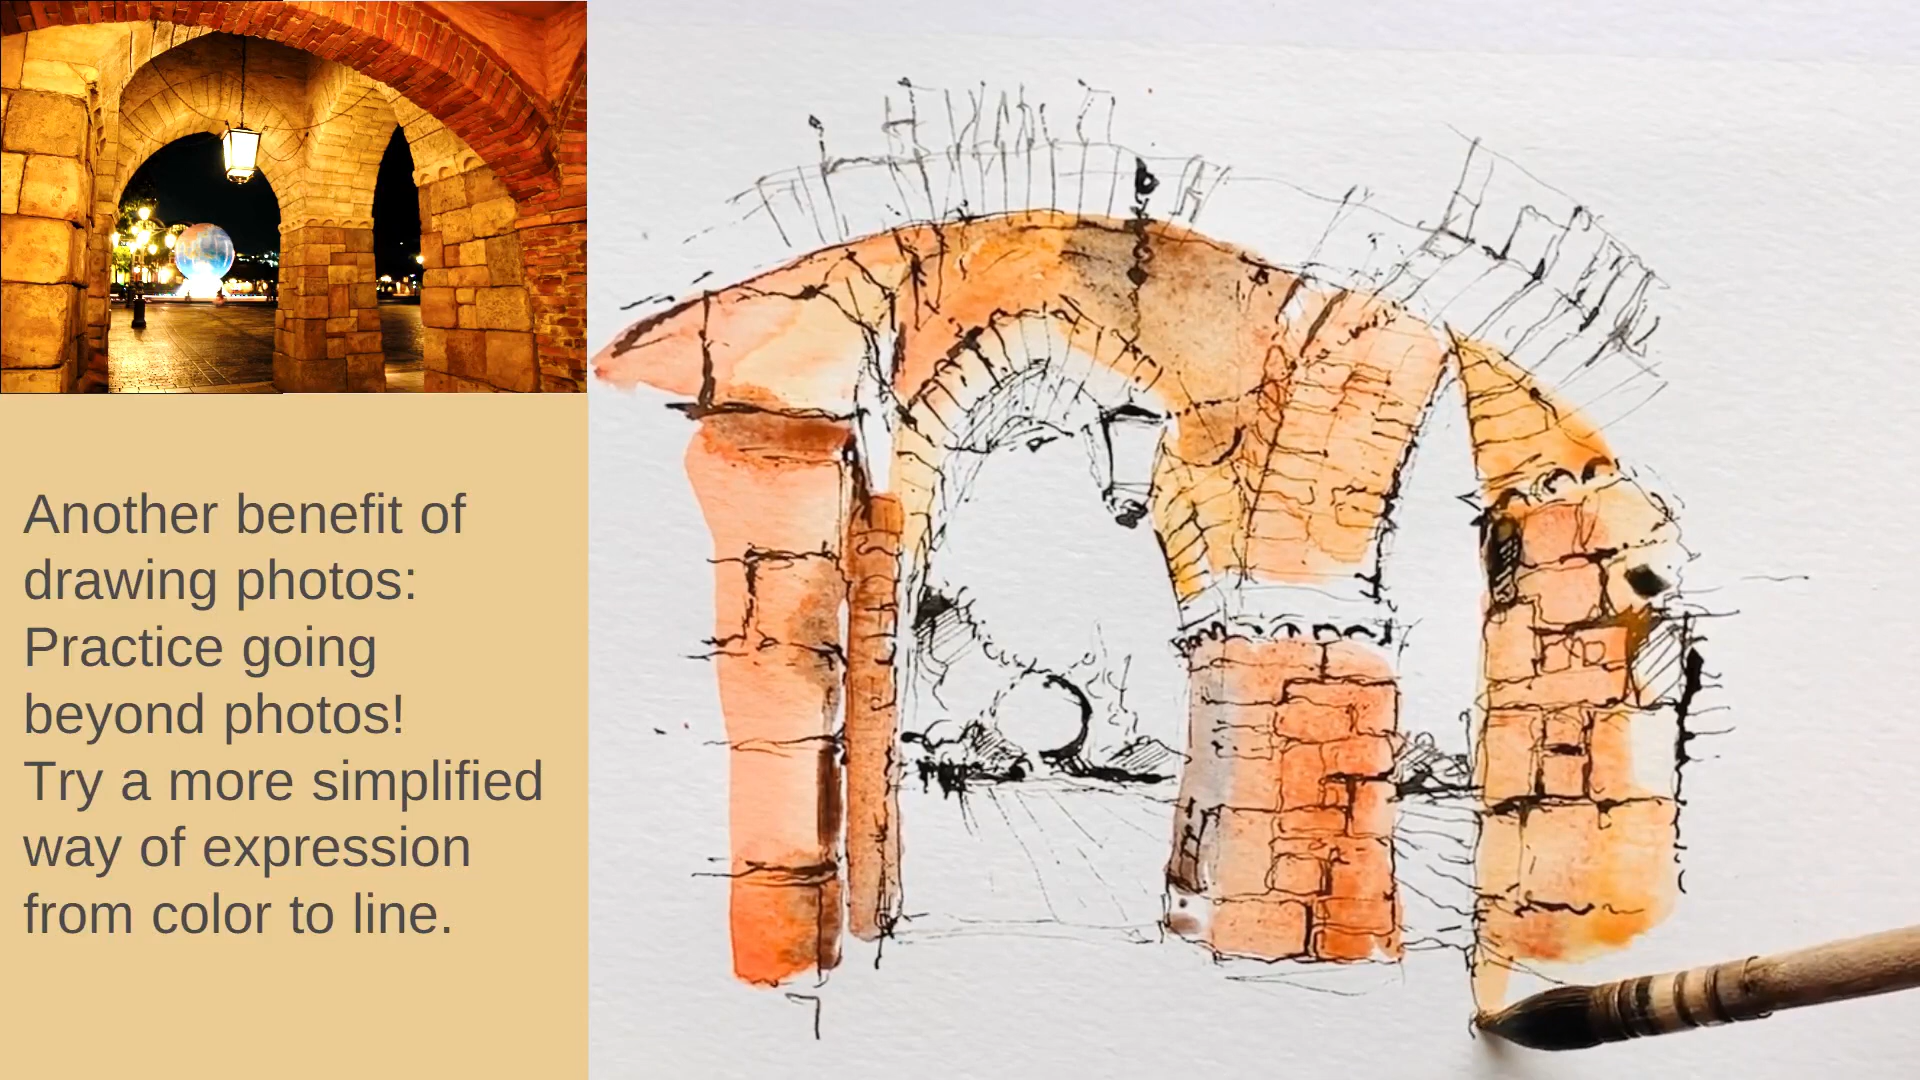 Another benefit of
drawing photos:
Practice going
beyond photos!
Try a more simplified
way of expression
from color to line.